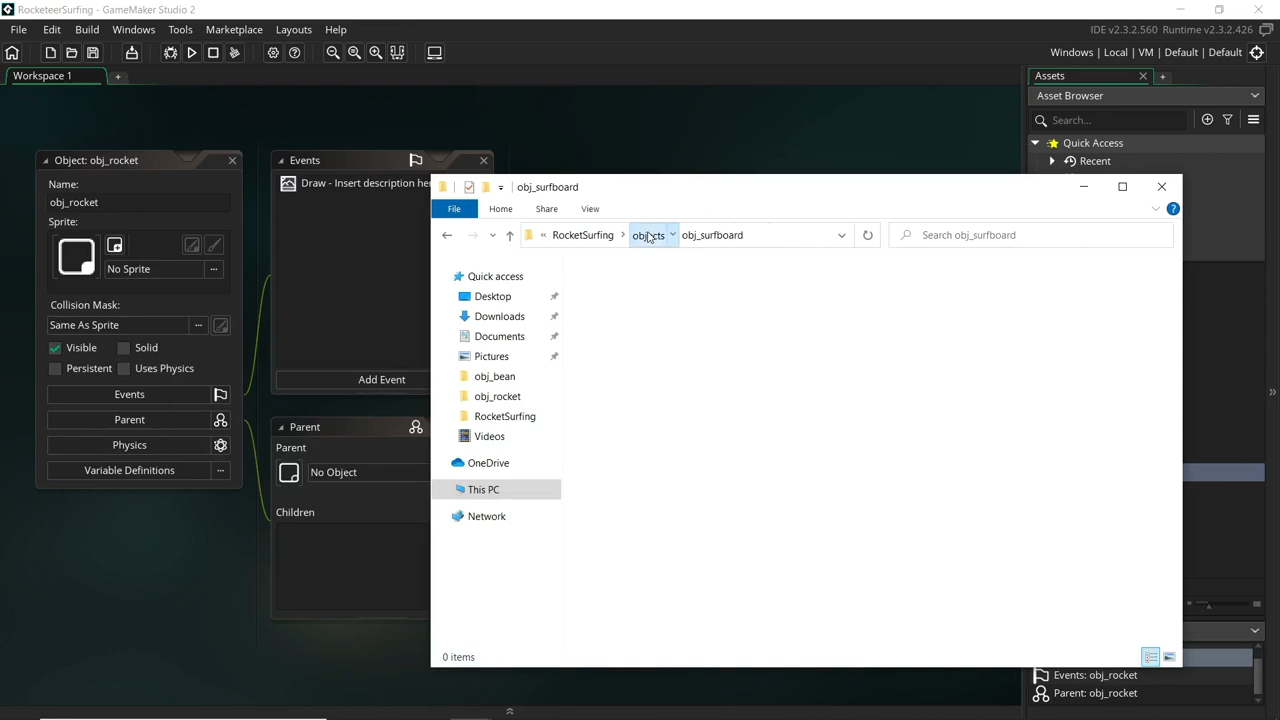 RocketeerSurfing - GameMaker Studio 2
File Edit Build Windows Tools Marketplace Layouts Help
IDE v2.3.2.560 Runtime v2.3.2.426
Windows | Local | VM | Default | Default
Workspace 1
Assets
Asset Browser
Search...
Quick Access
Recent
Object: obj_rocket
Name:
obj_rocket
Sprite:
No Sprite
Collision Mask:
Same As Sprite
Visible Solid
Persistent Uses Physics
Events
Parent
Physics
Variable Definitions
Events
Draw - Insert description her
Add Event
Parent
Parent
No Object
Children
obj_surfboard
File Home Share View
« RocketSurfing > objects obj_surfboard
Search obj_surfboard
Quick access
Desktop
Downloads
Documents
Pictures
obj_bean
obj_rocket
RocketSurfing
Videos
OneDrive
This PC
Network
0 items
Events: obj_rocket
Parent: obj_rocket